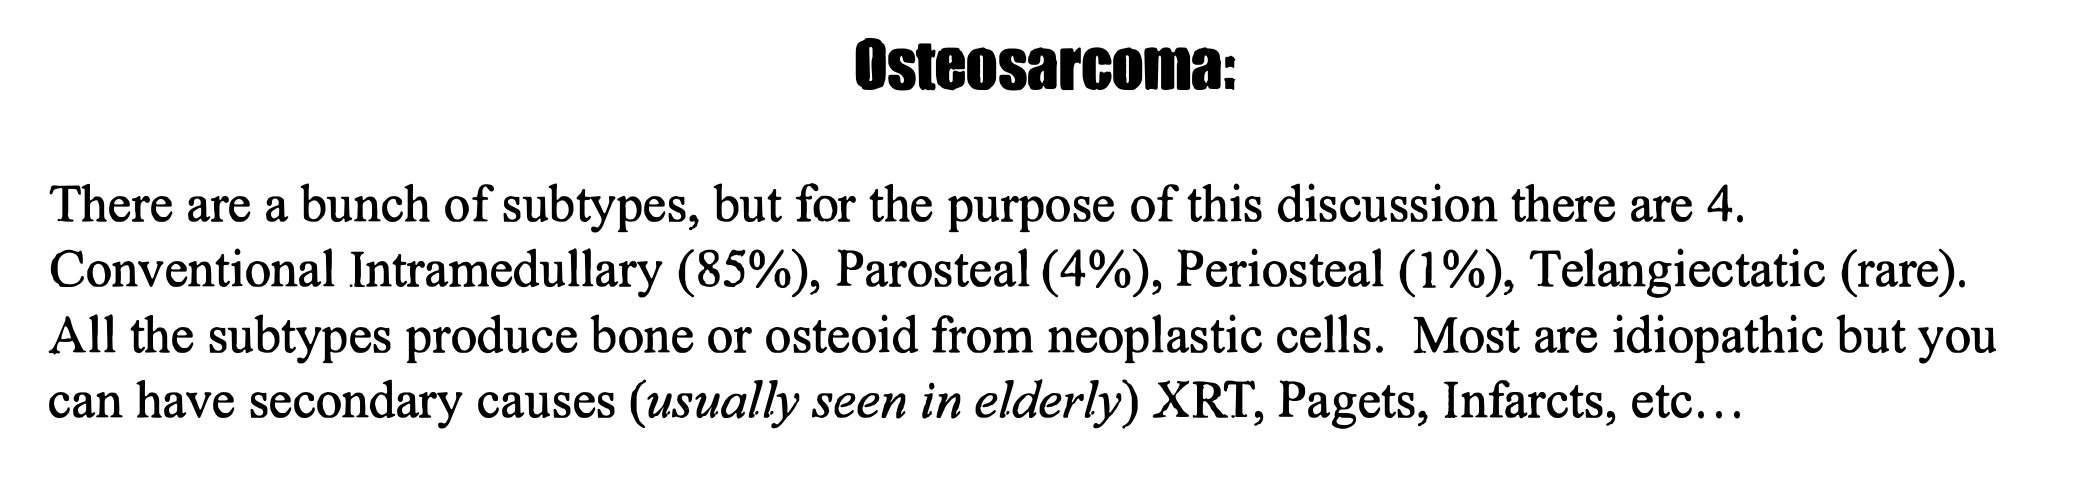 Osteosarcoma:
There are a bunch of subtypes, but for the purpose of this discussion there are 4.
Conventional Intramedullary (85%), Parosteal (4%), Periosteal (1%), Telangiectatic (rare).
All the subtypes produce bone or osteoid from neoplastic cells.  Most are idiopathic but you
can have secondary causes (usually seen in elderly) XRT, Pagets, Infarcts, etc…